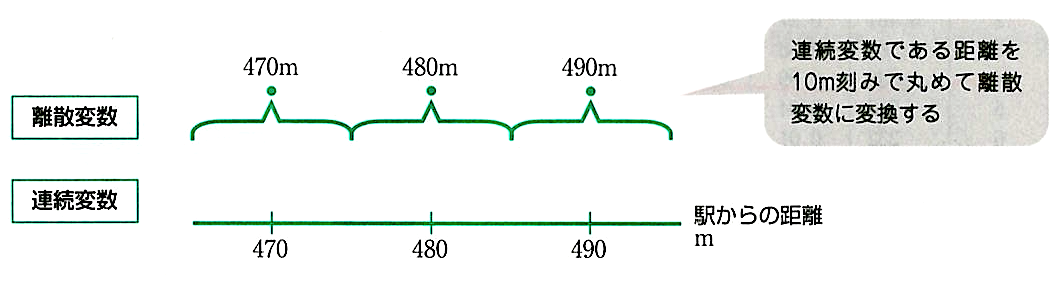 470m
480m
490m
連続変数である距離を
10m刻みで丸めて離散
変数に変換する
離散変数
連続変数
駅からの距離
m
470
480
490